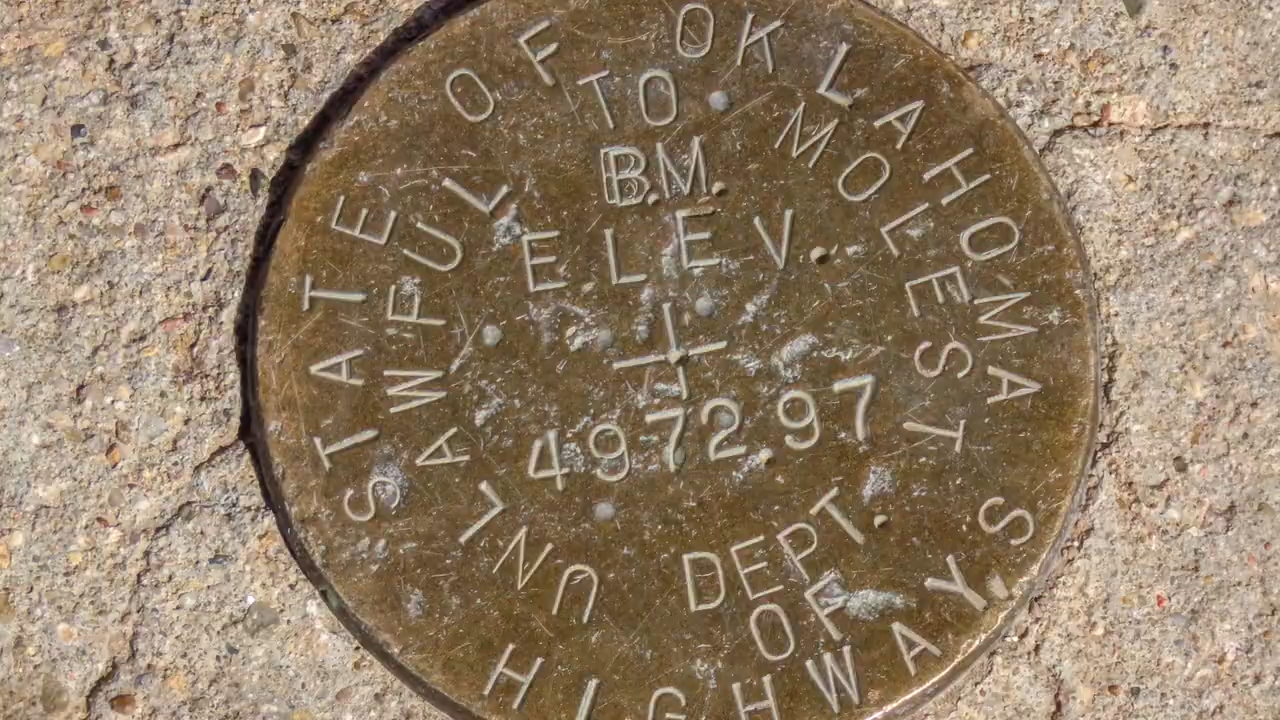 STATE OF OKLAHOMA
UNLAWFUL TO MOLEST
B.M.
ELEV.
4972.97
DEPT.
OF
HIGHWAYS